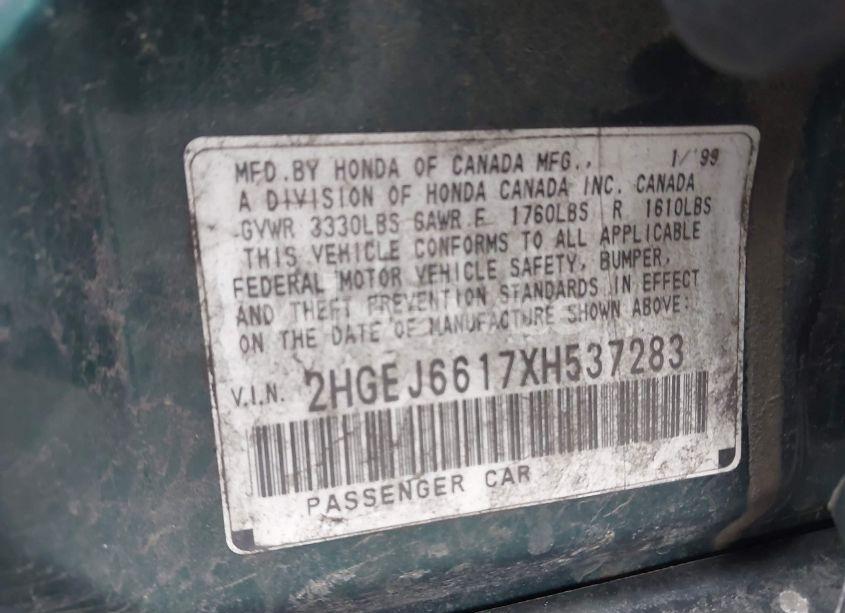 MFD.BY HONDA OF CANADA MFG., 1/'99
A DIVISION OF HONDA CANADA INC. CANADA
GVWR 3330LBS GAWR F 1760LBS R 1610LBS
THIS VEHICLE CONFORMS TO ALL APPLICABLE
FEDERAL MOTOR VEHICLE SAFETY, BUMPER,
AND THEFT PREVENTION STANDARDS IN EFFECT
ON THE DATE OF MANUFACTURE SHOWN ABOVE:
V.I.N. 2HGEJ6617XH537283
PASSENGER CAR